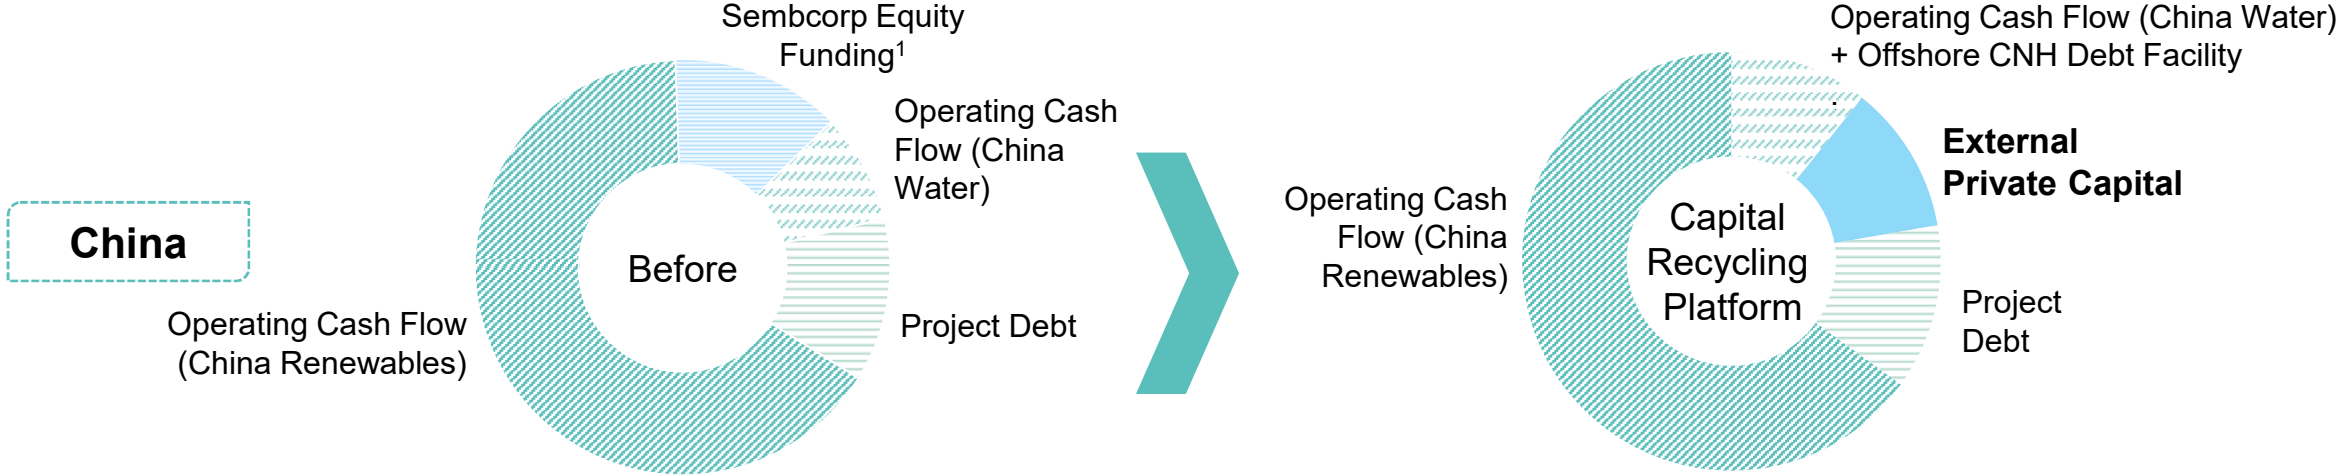 China
Sembcorp Equity
Funding¹
Operating Cash
Flow (China
Water)
Before
Project Debt
Operating Cash Flow
(China Renewables)
Operating Cash Flow (China Water)
+ Offshore CNH Debt Facility
.
External
Private Capital
Operating Cash
Flow (China
Renewables)
Capital
Recycling
Platform
Project
Debt